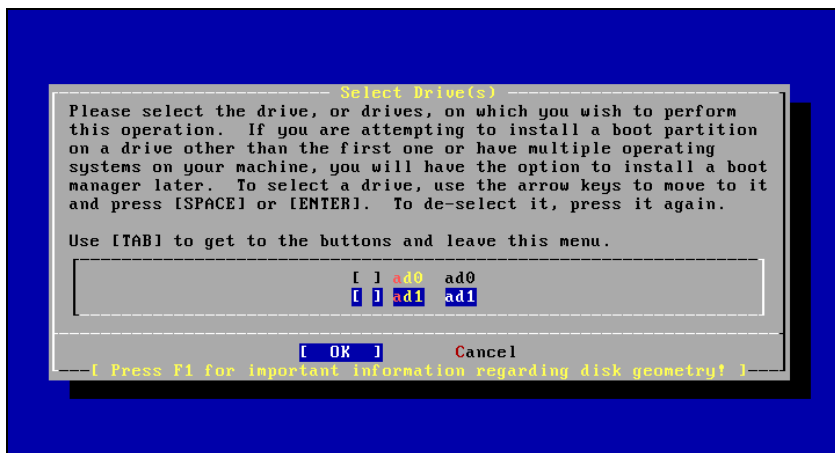 Select Drive(s)
Please select the drive, or drives, on which you wish to perform
this operation.  If you are attempting to install a boot partition
on a drive other than the first one or have multiple operating
systems on your machine, you will have the option to install a boot
manager later.  To select a drive, use the arrow keys to move to it
and press [SPACE] or [ENTER].  To de-select it, press it again.
Use [TAB] to get to the buttons and leave this menu.
[ ] ad0  ad0
[ ] ad1  ad1
[  OK  ]  Cancel
[ Press F1 for important information regarding disk geometry! ]